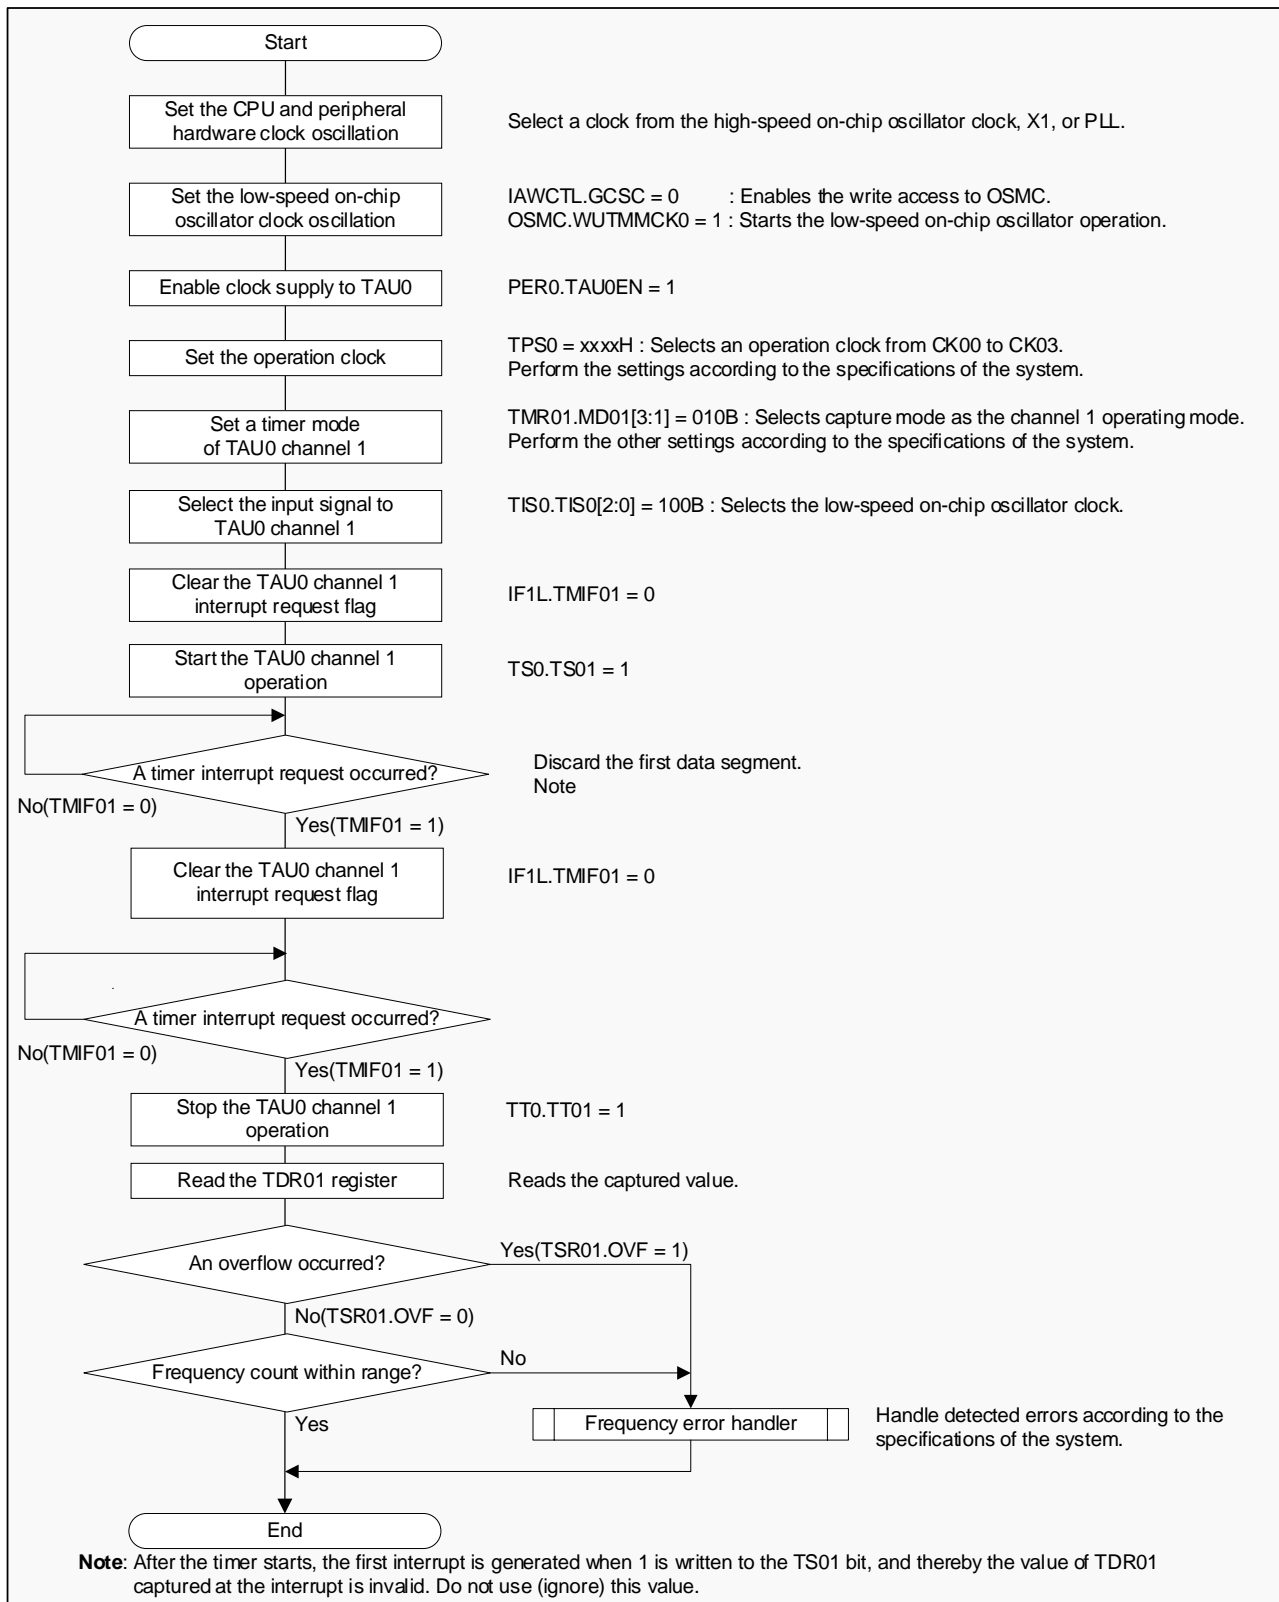 Start
Set the CPU and peripheral
hardware clock oscillation
Select a clock from the high-speed on-chip oscillator clock, X1, or PLL.
Set the low-speed on-chip
oscillator clock oscillation
IAWCTL.GCSC = 0 : Enables the write access to OSMC.
OSMC.WUTMMCK0 = 1 : Starts the low-speed on-chip oscillator operation.
Enable clock supply to TAU0
PER0.TAU0EN = 1
Set the operation clock
TPS0 = xxxxH : Selects an operation clock from CK00 to CK03.
Perform the settings according to the specifications of the system.
Set a timer mode
of TAU0 channel 1
TMR01.MD01[3:1] = 010B : Selects capture mode as the channel 1 operating mode.
Perform the other settings according to the specifications of the system.
Select the input signal to
TAU0 channel 1
TIS0.TIS0[2:0] = 100B : Selects the low-speed on-chip oscillator clock.
Clear the TAU0 channel 1
interrupt request flag
IF1L.TMIF01 = 0
Start the TAU0 channel 1
operation
TS0.TS01 = 1
A timer interrupt request occurred?
Discard the first data segment.
Note
No(TMIF01 = 0)
Yes(TMIF01 = 1)
Clear the TAU0 channel 1
interrupt request flag
IF1L.TMIF01 = 0
A timer interrupt request occurred?
No(TMIF01 = 0)
Yes(TMIF01 = 1)
Stop the TAU0 channel 1
operation
TT0.TT01 = 1
Read the TDR01 register
Reads the captured value.
An overflow occurred?
Yes(TSR01.OVF = 1)
No(TSR01.OVF = 0)
Frequency count within range?
No
Yes
Frequency error handler
Handle detected errors according to the
specifications of the system.
End
Note: After the timer starts, the first interrupt is generated when 1 is written to the TS01 bit, and thereby the value of TDR01
captured at the interrupt is invalid. Do not use (ignore) this value.